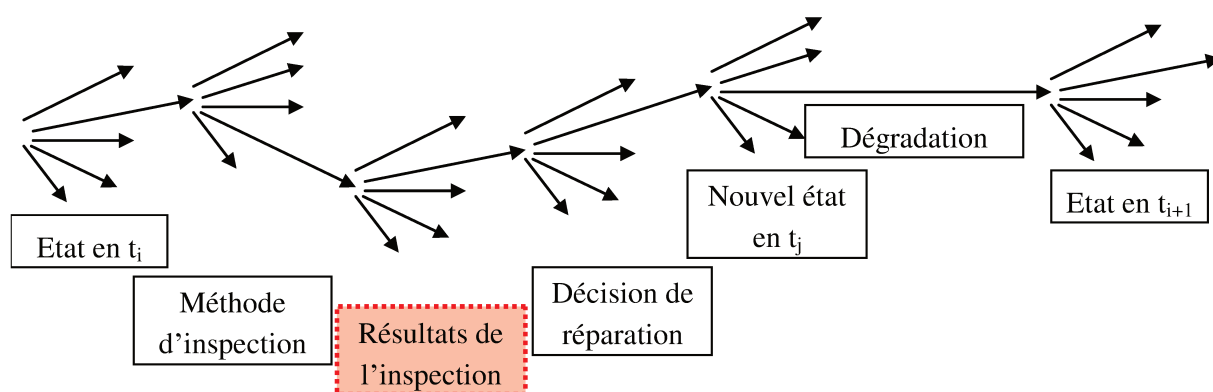 Etat en ti
Méthode
d’inspection
Résultats de
l’inspection
Décision de
réparation
Nouvel état
en tj
Dégradation
Etat en ti+1